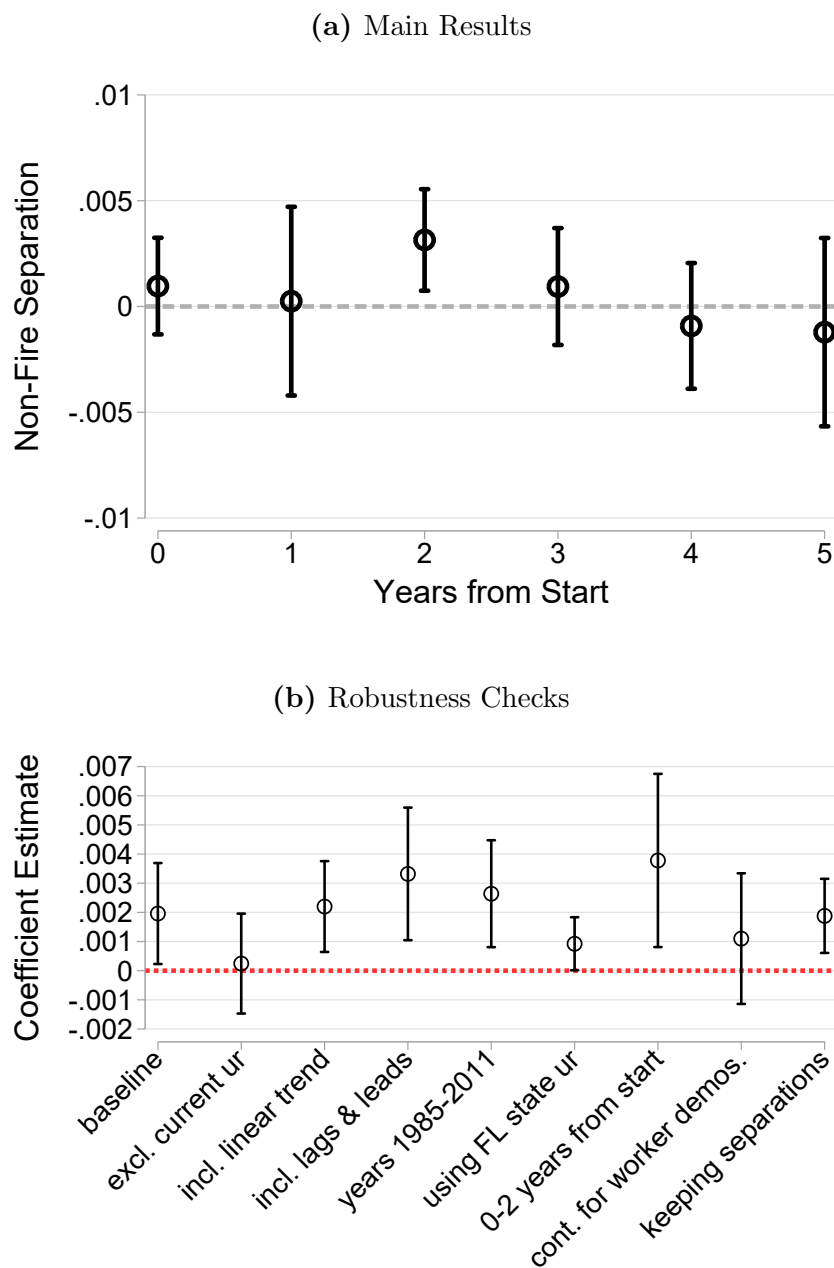 (a) Main Results
.01
.005
0
-.005
-.01
Non-Fire Separation
0 1 2 3 4 5
Years from Start
(b) Robustness Checks
.007
.006
.005
.004
.003
.002
.001
0
-.001
-.002
Coefficient Estimate
baseline
excl. current ur
incl. linear trend
incl. lags & leads
years 1985-2011
using FL state ur
0-2 years from start
cont. for worker demos.
keeping separations